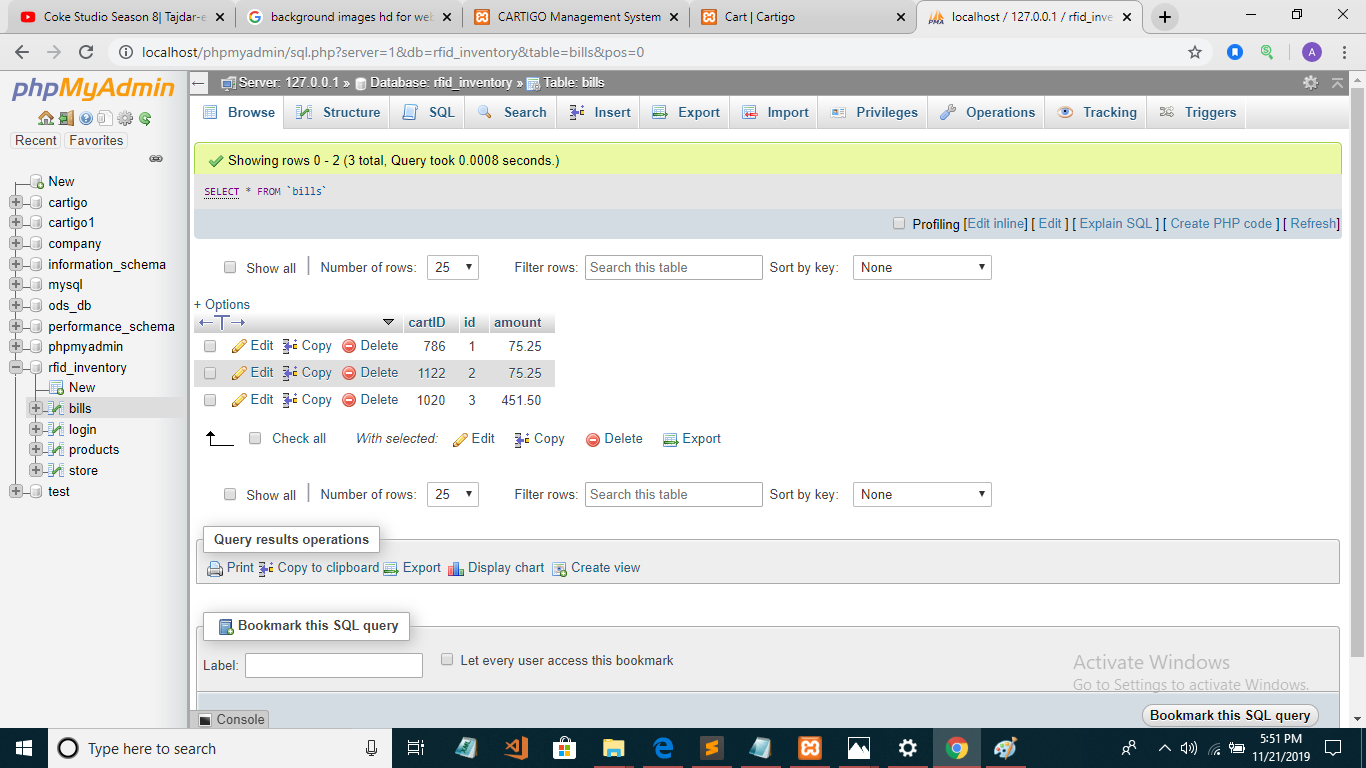 Coke Studio Season 8| Tajdar-e
background images hd for web
CARTIGO Management System
Cart | Cartigo
localhost / 127.0.0.1 / rfid_inve
localhost/phpmyadmin/sql.php?server=1&db=rfid_inventory&table=bills&pos=0
A
phpMyAdmin
Recent Favorites
New
cartigo
cartigo1
company
information_schema
mysql
ods_db
performance_schema
phpmyadmin
rfid_inventory
New
bills
login
products
store
test
Server: 127.0.0.1 » Database: rfid_inventory » Table: bills
Browse Structure SQL Search Insert Export Import Privileges Operations Tracking Triggers
Showing rows 0 - 2 (3 total, Query took 0.0008 seconds.)
SELECT * FROM `bills`
Profiling [Edit inline] [ Edit ] [ Explain SQL ] [ Create PHP code ] [ Refresh]
Show all | Number of rows: 25 Filter rows: Search this table Sort by key: None
+ Options
←T→ cartID id amount
Edit Copy Delete 786 1 75.25
Edit Copy Delete 1122 2 75.25
Edit Copy Delete 1020 3 451.50
Check all With selected: Edit Copy Delete Export
Show all | Number of rows: 25 Filter rows: Search this table Sort by key: None
Query results operations
Print Copy to clipboard Export Display chart Create view
Bookmark this SQL query
Label: Let every user access this bookmark
Activate Windows
Go to Settings to activate Windows.
Bookmark this SQL query
Console
Type here to search
5:51 PM
11/21/2019